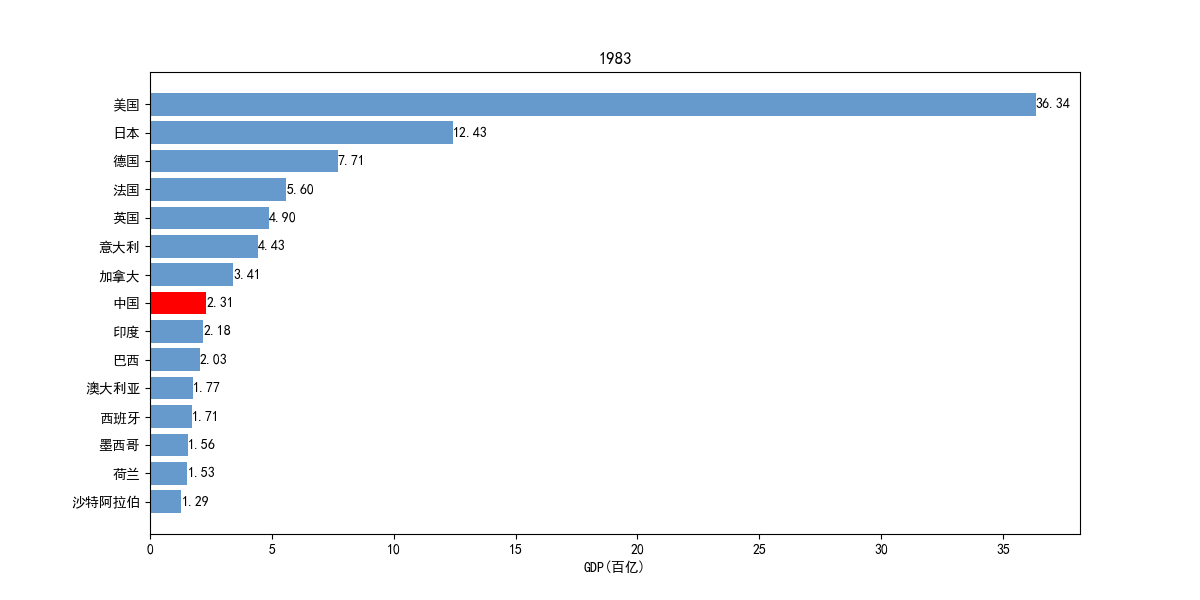 1983
美国 36.34
日本 12.43
德国 7.71
法国 5.60
英国 4.90
意大利 4.43
加拿大 3.41
中国 2.31
印度 2.18
巴西 2.03
澳大利亚 1.77
西班牙 1.71
墨西哥 1.56
荷兰 1.53
沙特阿拉伯 1.29
0 5 10 15 20 25 30 35
GDP(百亿)